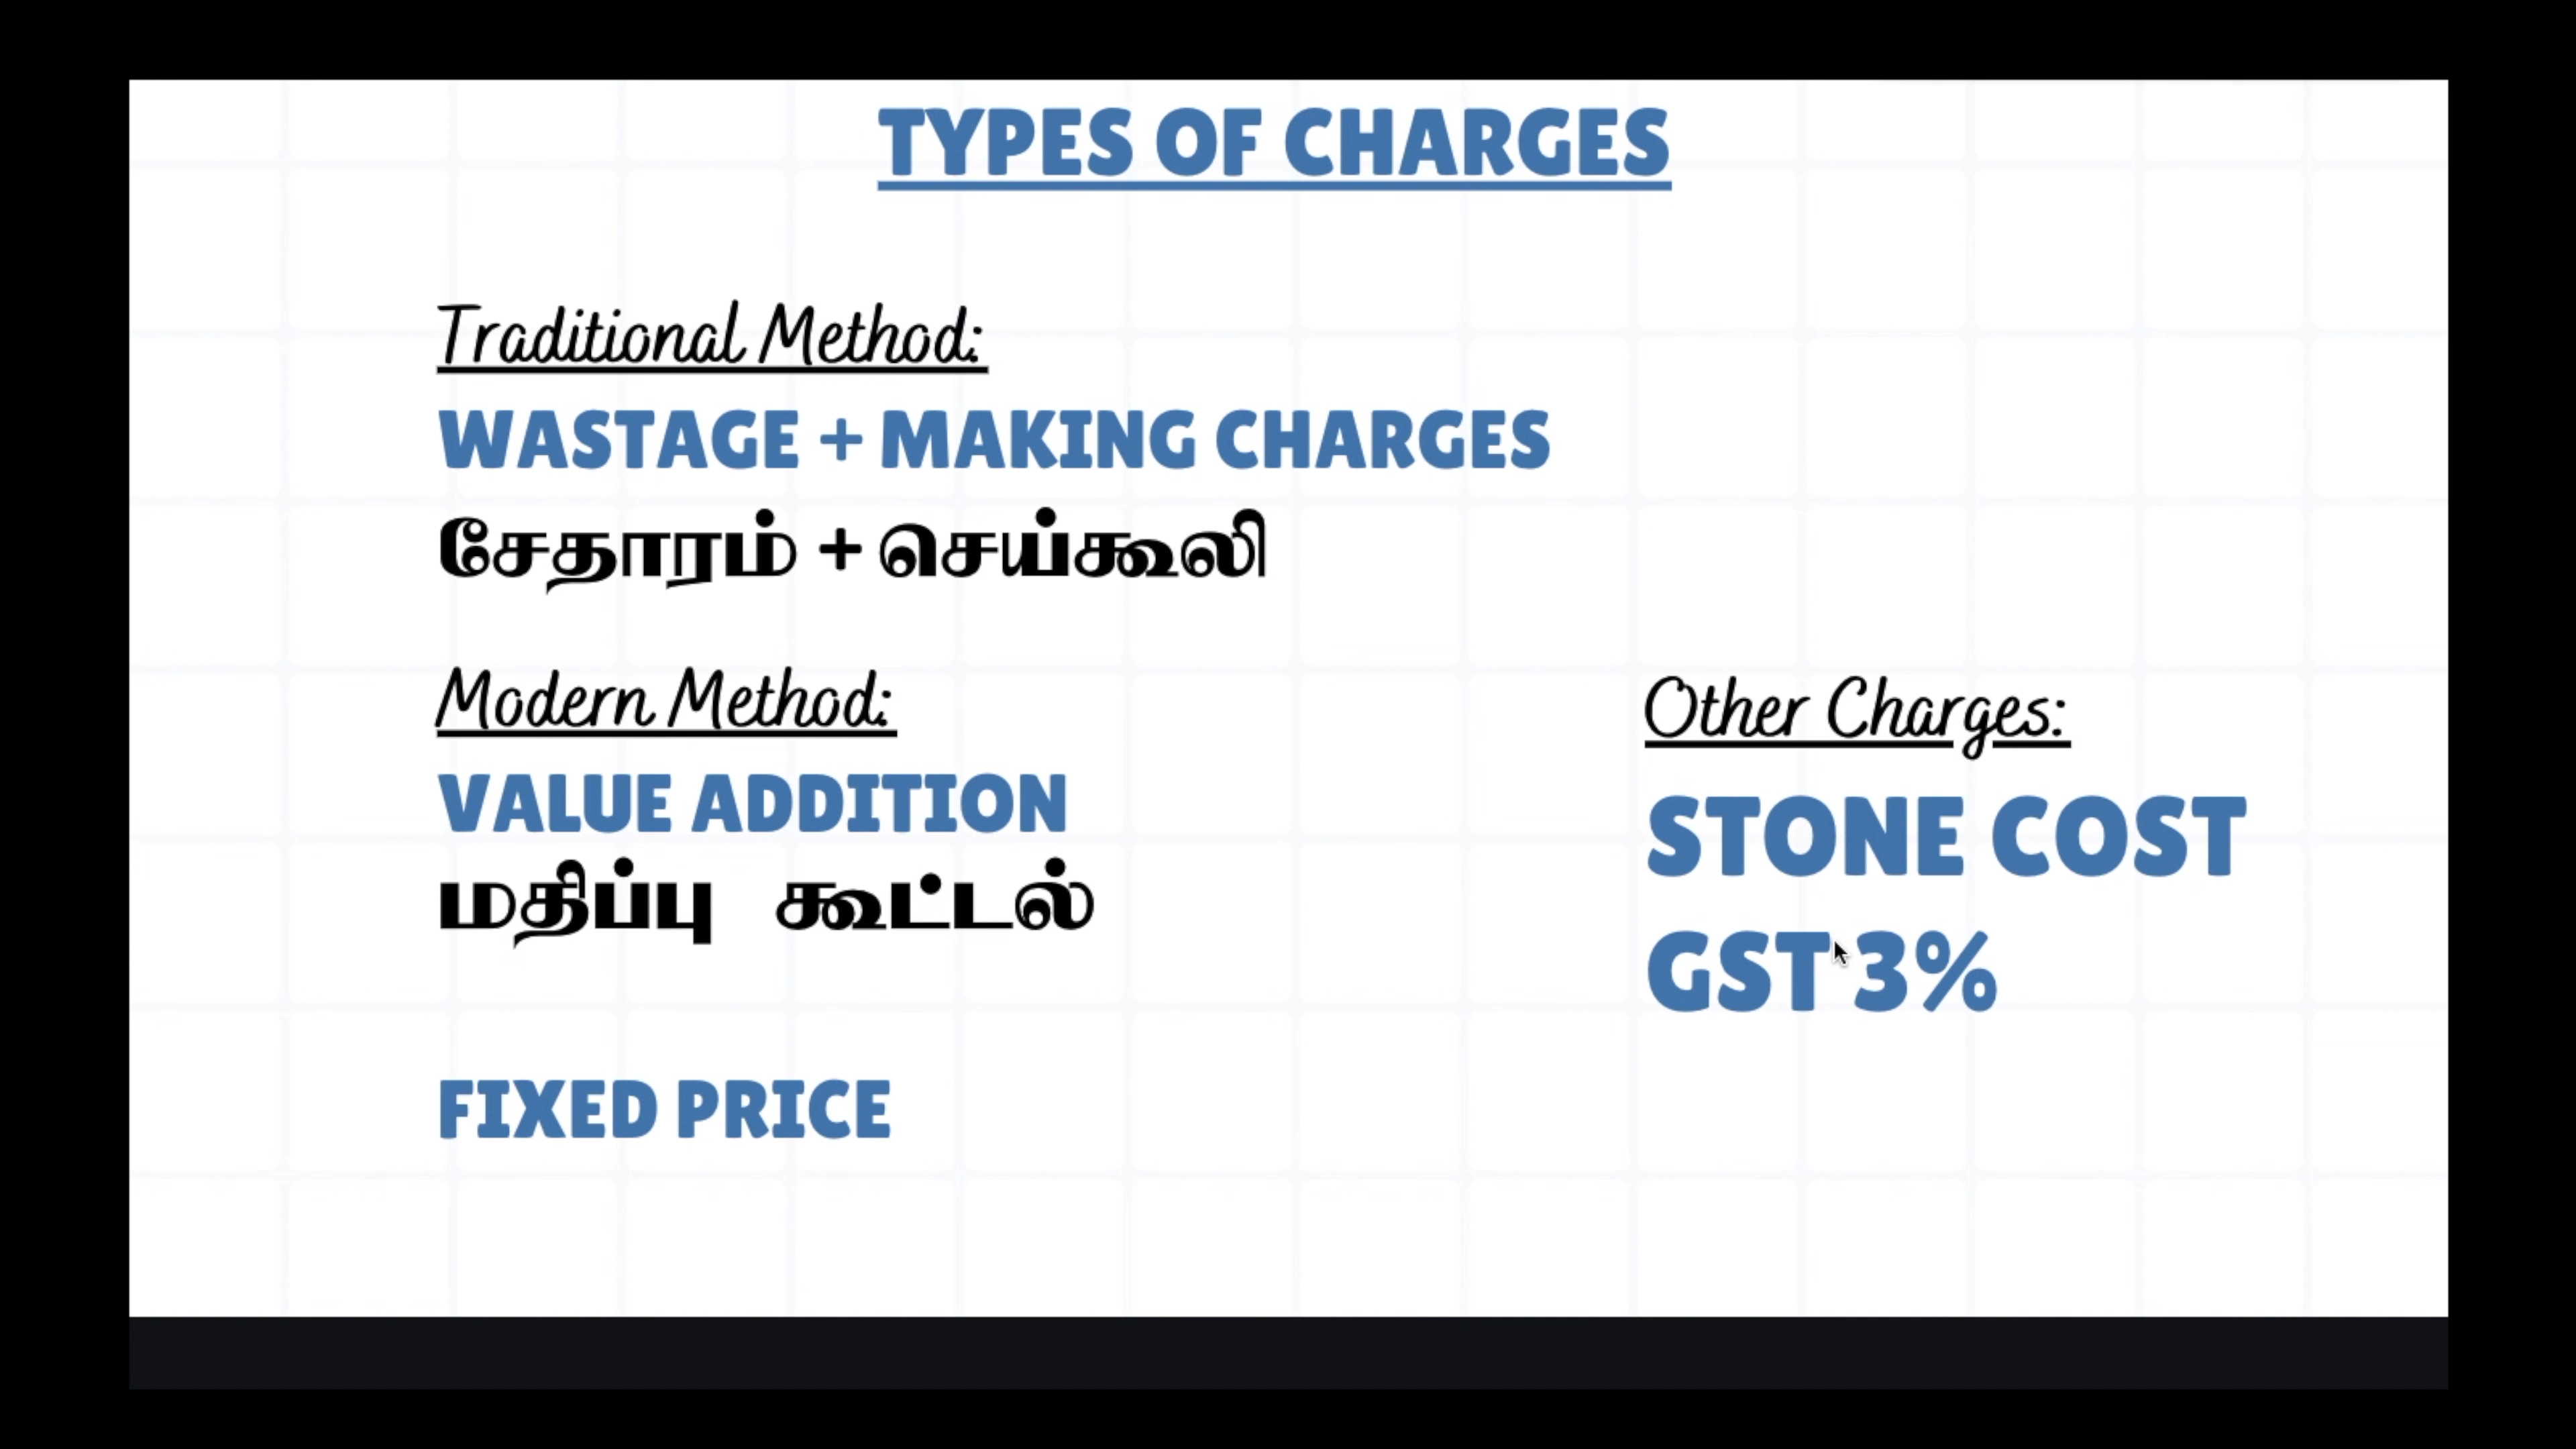 TYPES OF CHARGES
Traditional Method:
WASTAGE + MAKING CHARGES
சேதாரம் + செய்கூலி
Modern Method:
VALUE ADDITION
மதிப்பு கூட்டல்
FIXED PRICE
Other Charges:
STONE COST
GST 3%